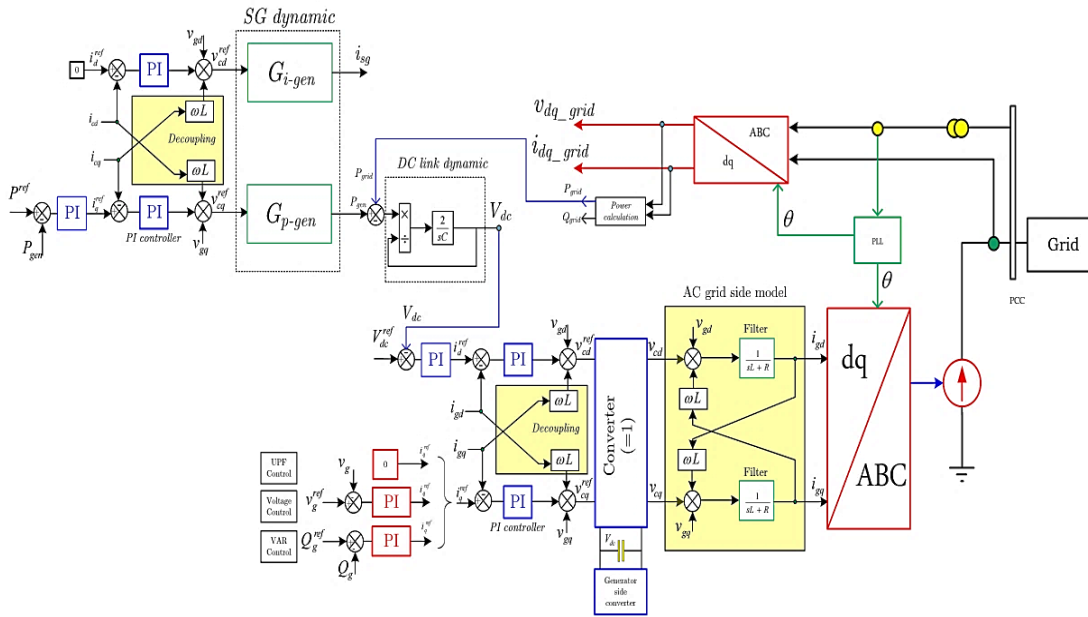 SG dynamic
v_gd
0
i_d^ref
PI
v_cd^ref
G_i-gen
i_sg
ωL
i_cd
Decoupling
i_cq
ωL
P^ref
PI
i_q^ref
PI
v_cq^ref
G_p-gen
P_gen
PI controller
v_gq
P_grid
DC link dynamic
P_gen
×
÷
2
sC
V_dc
v_dq_grid
i_dq_grid
P_grid
Q_grid
Power
calculation
ABC
dq
θ
PLL
θ
PCC
Grid
V_dc
V_dc^ref
PI
i_d^ref
PI
v_gd
v_cd^ref
ωL
i_gd
Decoupling
i_gq
ωL
i_q^ref
PI
v_cq^ref
PI controller
v_gq
UPF
Control
0
i_q^ref
Voltage
Control
v_g
v_g^ref
PI
i_q^ref
VAR
Control
Q_g^ref
PI
i_q^ref
Q_g
Converter
(=1)
V_dc
Generator
side
converter
AC grid side model
v_cd
v_gd
Filter
1
sL + R
i_gd
ωL
ωL
v_cq
v_gq
Filter
1
sL + R
i_gq
dq
ABC